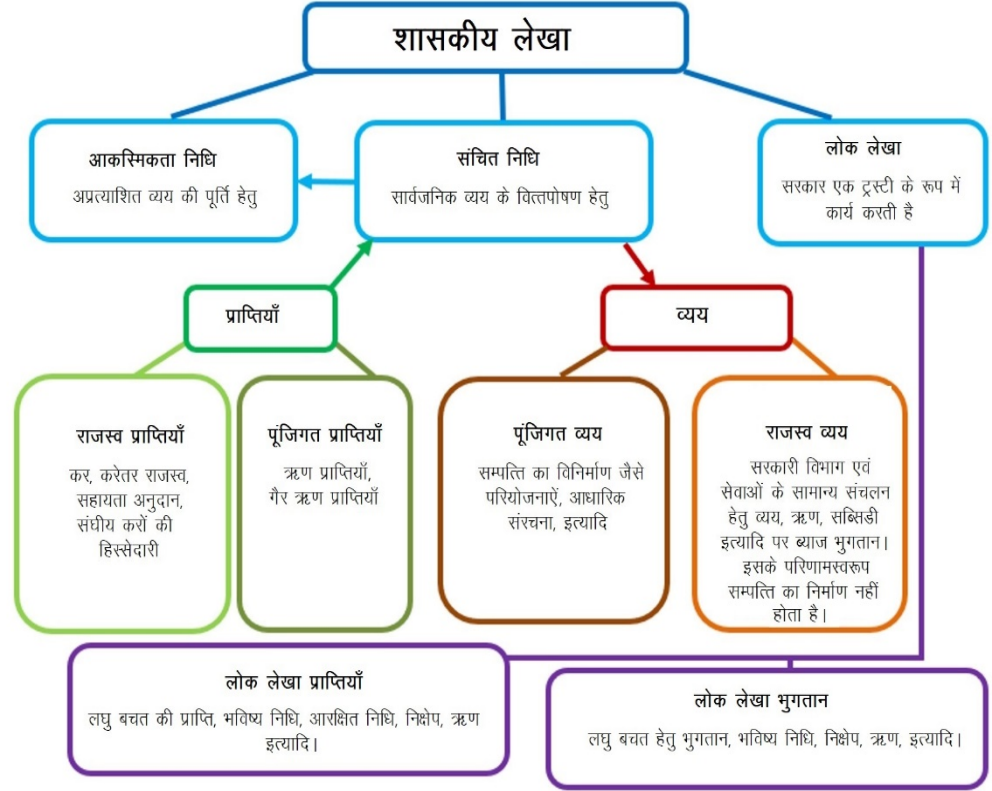 शासकीय लेखा
आकस्मिकता निधि
अप्रत्याशित व्यय की पूर्ति हेतु
संचित निधि
सार्वजनिक व्यय के वित्तपोषण हेतु
लोक लेखा
सरकार एक ट्रस्टी के रूप में
कार्य करती है
प्राप्तियाँ
व्यय
राजस्व प्राप्तियाँ
कर, करेतर राजस्व,
सहायता अनुदान,
संघीय करों की
हिस्सेदारी
पूंजिगत प्राप्तियाँ
ऋण प्राप्तियाँ,
गैर ऋण प्राप्तियाँ
पूंजिगत व्यय
सम्पत्ति का विनिर्माण जैसे
परियोजनाऐं, आधारिक
संरचना, इत्यादि
राजस्व व्यय
सरकारी विभाग एवं
सेवाओं के सामान्य संचलन
हेतु व्यय, ऋण, सब्सिडी
इत्यादि पर ब्याज भुगतान।
इसके परिणामस्वरूप
सम्पत्ति का निर्माण नहीं
होता है।
लोक लेखा प्राप्तियाँ
लघु बचत की प्राप्ति, भविष्य निधि, आरक्षित निधि, निक्षेप, ऋण
इत्यादि।
लोक लेखा भुगतान
लघु बचत हेतु भुगतान, भविष्य निधि, निक्षेप, ऋण, इत्यादि।